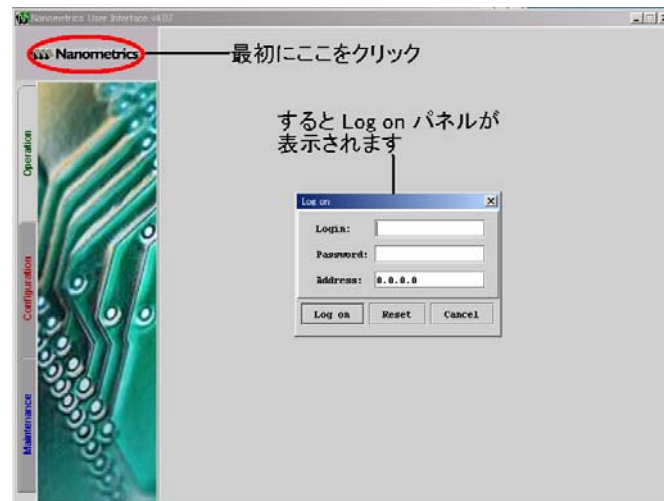 Nanometrics User Interface v4.07
Nanometrics
最初にここをクリック
Operation
Configuration
Maintenance
すると Log on パネルが
表示されます
Log on
Login:
Password:
Address: 0.0.0.0
Log on Reset Cancel